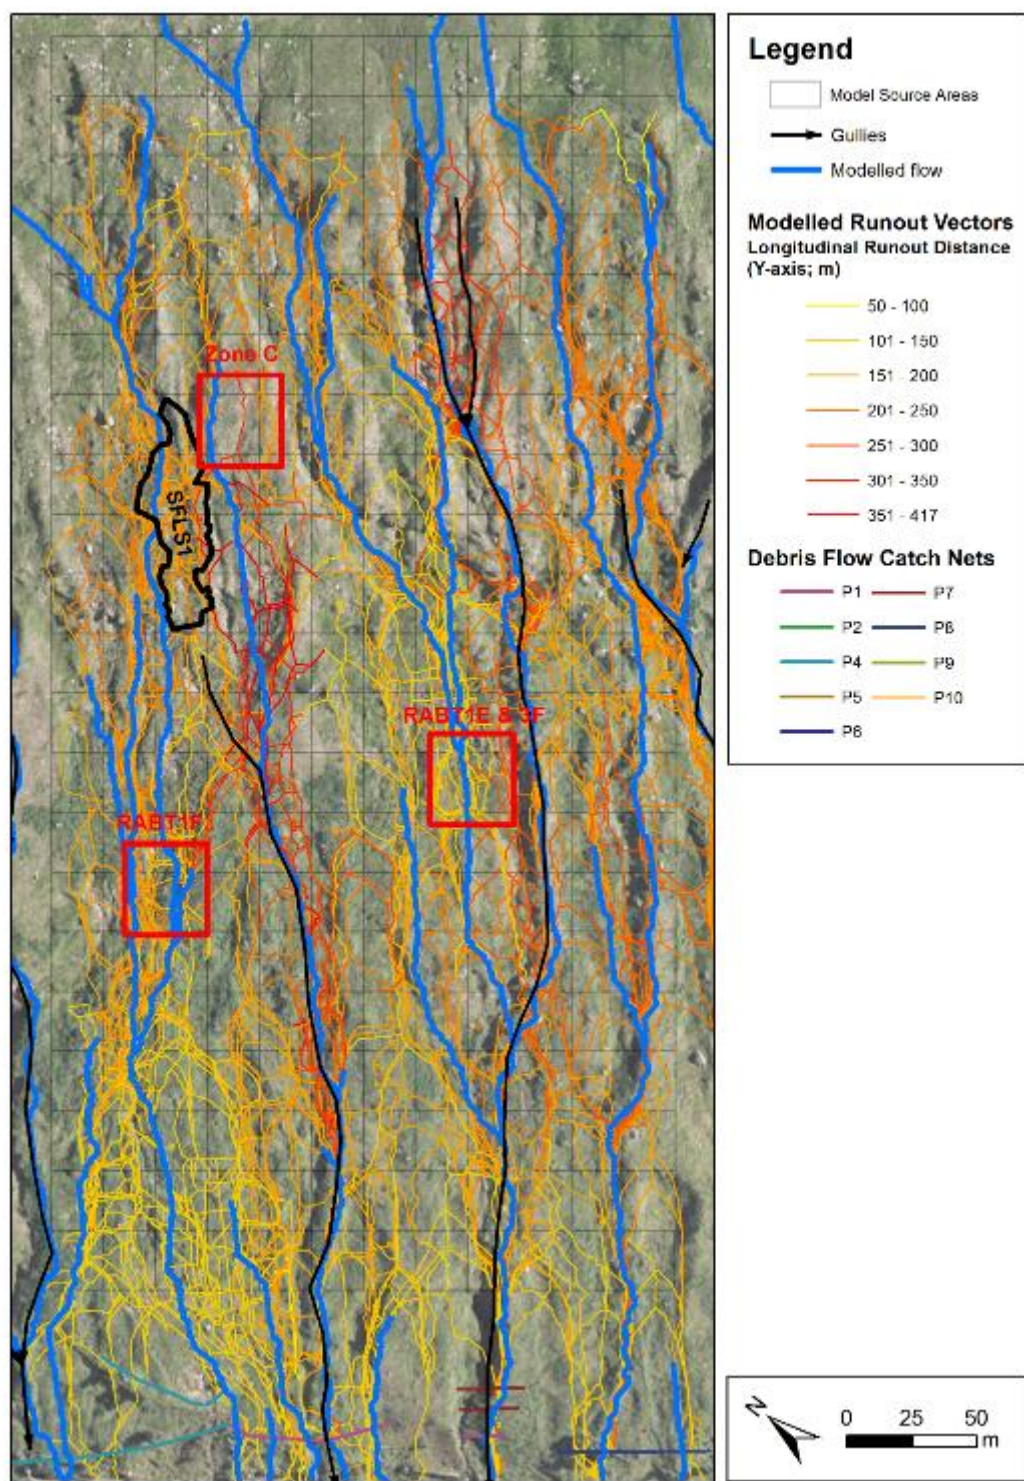 Zone C
SFLS1
RABT1E & 3F
RABT1F
Legend
Model Source Areas
Gullies
Modelled flow
Modelled Runout Vectors
Longitudinal Runout Distance
(Y-axis; m)
50 - 100
101 - 150
151 - 200
201 - 250
251 - 300
301 - 350
351 - 417
Debris Flow Catch Nets
P1 P7
P2 P8
P4 P9
P5 P10
P6
N
0 25 50
m